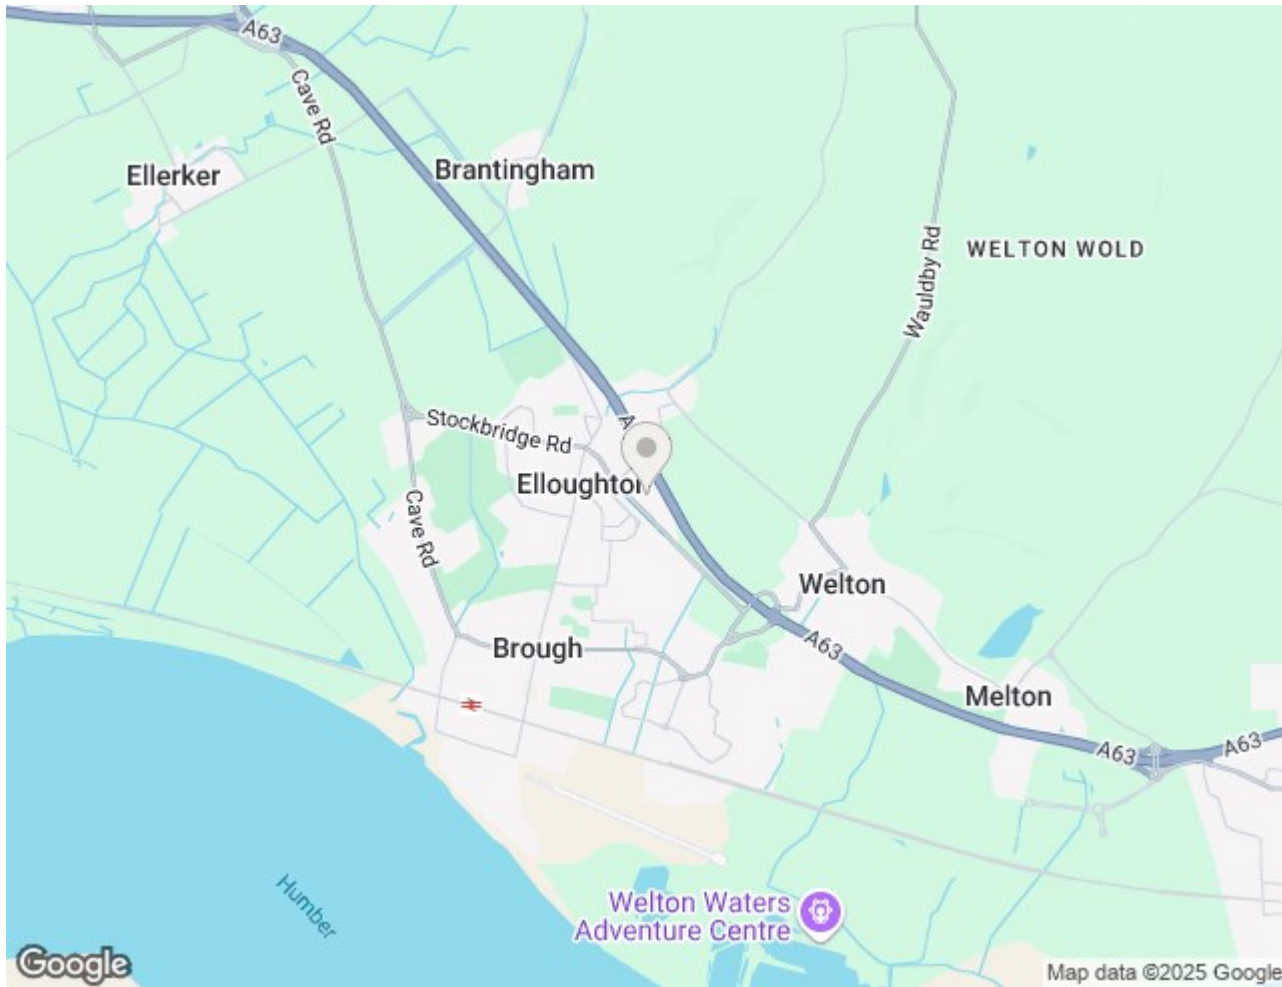 A63
Cave Rd
Ellerker
Brantingham
Wauldby Rd
WELTON WOLD
Stockbridge Rd
A
Elloughton
Cave Rd
Welton
Brough
A63
Melton
A63
A63
Humber
Welton Waters
Adventure Centre
Google
Map data ©2025 Google